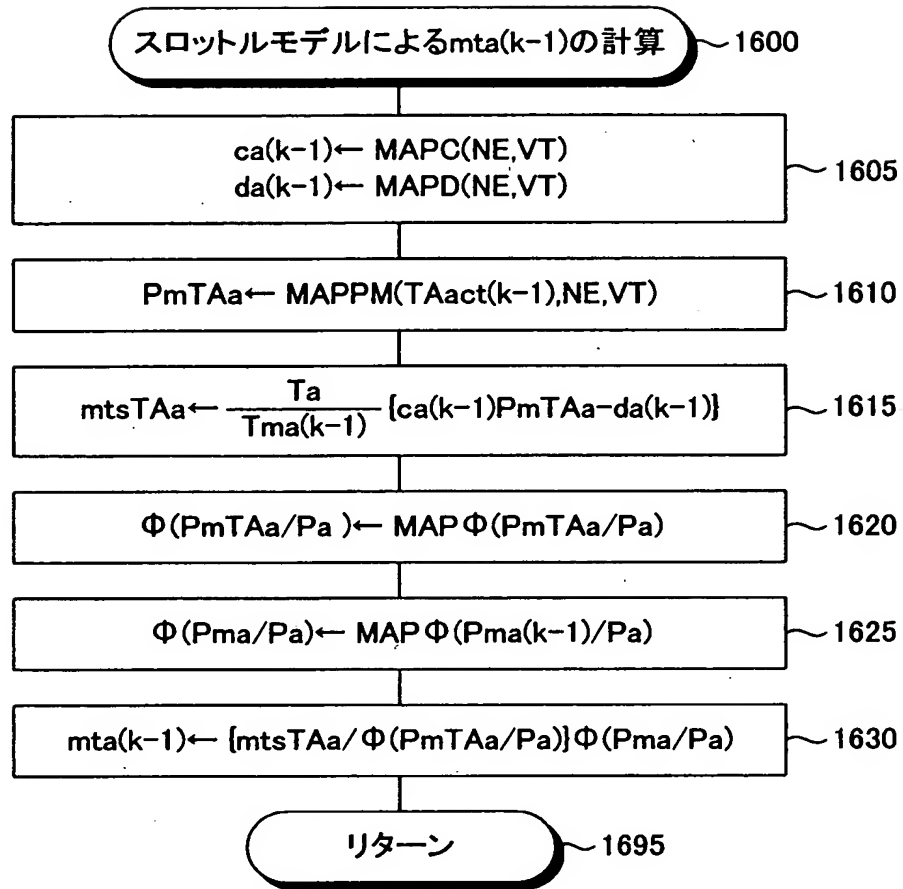 スロットルモデルによるmta(k-1)の計算 1600
ca(k-1)← MAPC(NE,VT)
da(k-1)← MAPD(NE,VT)
1605
PmTAa← MAPPM(TAact(k-1),NE,VT) 1610
mtsTAa← Ta/Tma(k-1) {ca(k-1)PmTAa-da(k-1)} 1615
Φ(PmTAa/Pa )← MAPΦ(PmTAa/Pa) 1620
Φ(Pma/Pa)← MAPΦ(Pma(k-1)/Pa) 1625
mta(k-1)← {mtsTAa/Φ(PmTAa/Pa)}Φ(Pma/Pa) 1630
リターン 1695